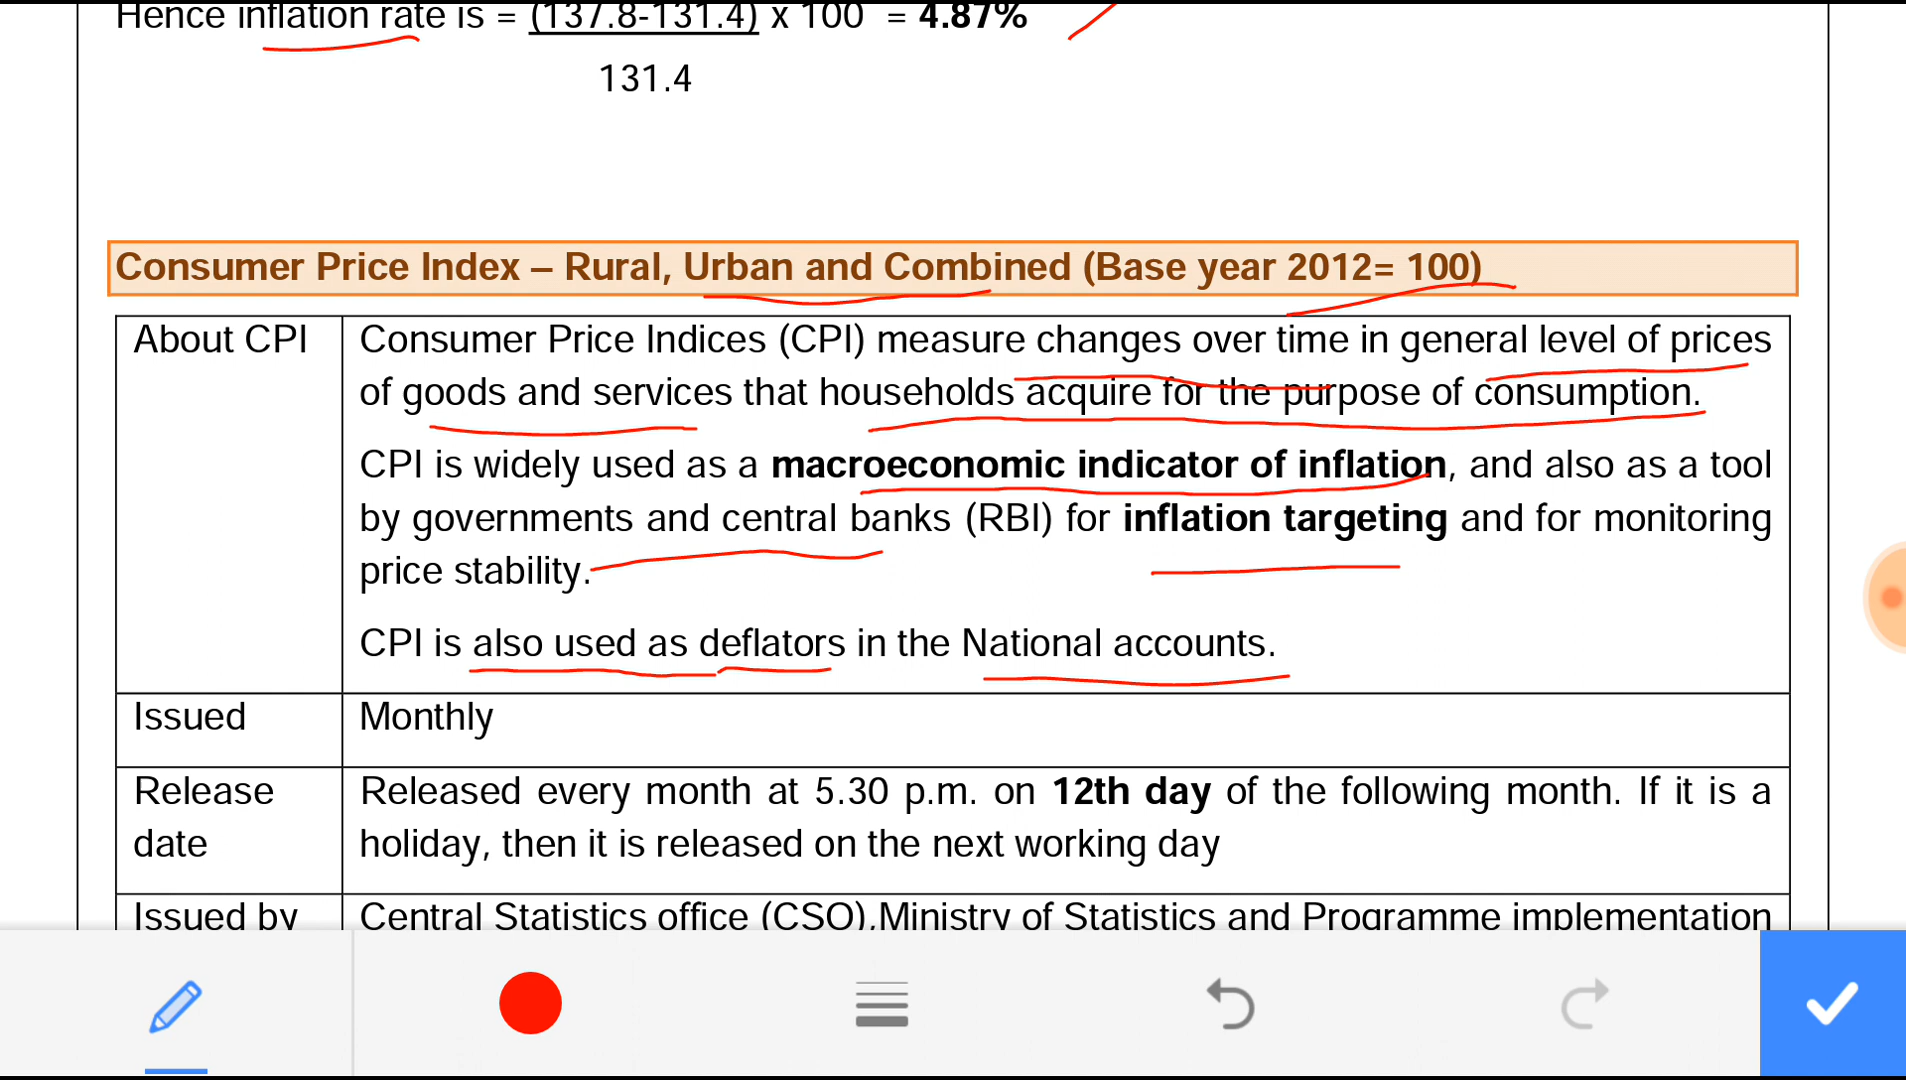 Hence inflation rate is = (137.8-131.4) x 100 = 4.87%
131.4
Consumer Price Index – Rural, Urban and Combined (Base year 2012= 100)
About CPI
Consumer Price Indices (CPI) measure changes over time in general level of prices
of goods and services that households acquire for the purpose of consumption.
CPI is widely used as a macroeconomic indicator of inflation, and also as a tool
by governments and central banks (RBI) for inflation targeting and for monitoring
price stability.
CPI is also used as deflators in the National accounts.
Issued
Monthly
Release
date
Released every month at 5.30 p.m. on 12th day of the following month. If it is a
holiday, then it is released on the next working day
Issued by
Central Statistics office (CSO),Ministry of Statistics and Programme implementation